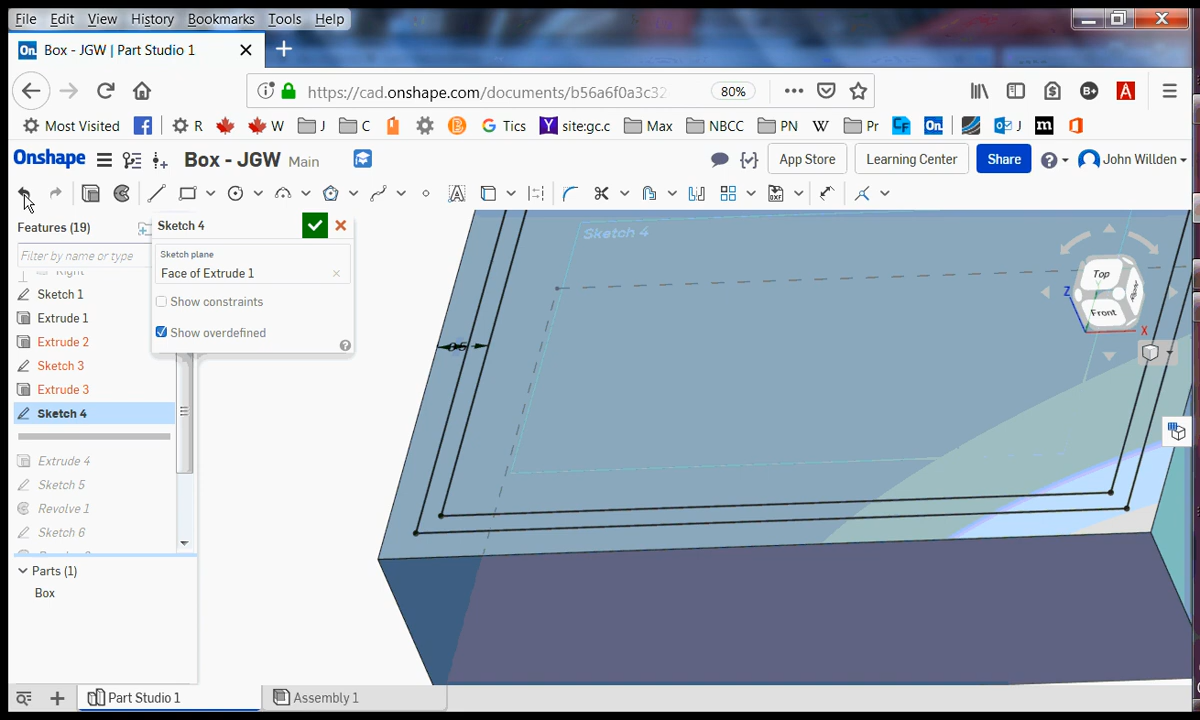 File Edit View History Bookmarks Tools Help
On Box - JGW | Part Studio 1
https://cad.onshape.com/documents/b56a6f0a3c32 80%
Most Visited R W J C Tics site:gc.c Max NBCC PN W Pr CF On J m
Onshape Box - JGW Main App Store Learning Center Share John Willden
Features (19)
Filter by name or type
Sketch 4
Sketch plane
Face of Extrude 1
Show constraints
Show overdefined
Right
Sketch 1
Extrude 1
Extrude 2
Sketch 3
Extrude 3
Sketch 4
Extrude 4
Sketch 5
Revolve 1
Sketch 6
Parts (1)
Box
Sketch 4
Top
Front
Z
X
Part Studio 1 Assembly 1